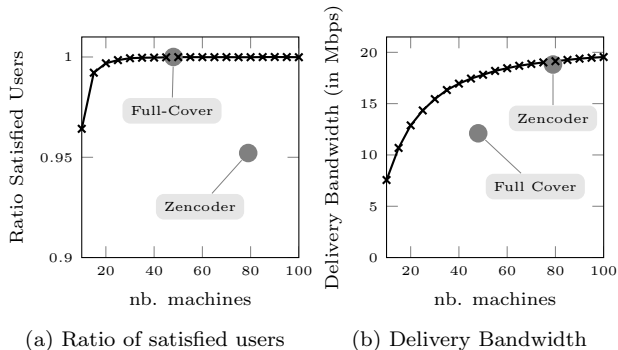 Ratio Satisfied Users
1
0.95
0.9
Full-Cover
Zencoder
20 40 60 80 100
nb. machines
(a) Ratio of satisfied users
Delivery Bandwidth (in Mbps)
20
15
10
5
0
Zencoder
Full Cover
20 40 60 80 100
nb. machines
(b) Delivery Bandwidth